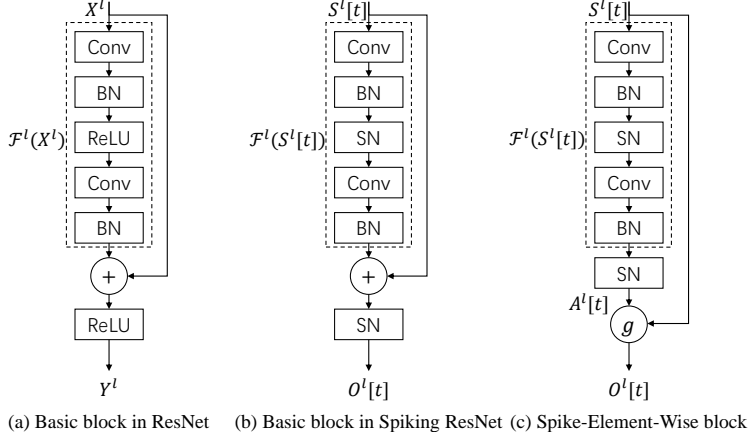 X^l
Conv
BN
ReLU
Conv
BN
F^l(X^l)
+
ReLU
Y^l
(a) Basic block in ResNet
S^l[t]
Conv
BN
SN
Conv
BN
F^l(S^l[t])
+
SN
O^l[t]
(b) Basic block in Spiking ResNet
S^l[t]
Conv
BN
SN
Conv
BN
F^l(S^l[t])
SN
A^l[t]
g
O^l[t]
(c) Spike-Element-Wise block